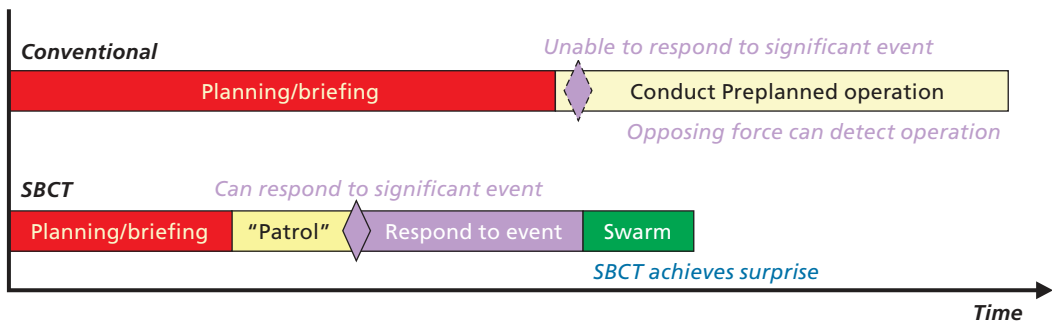 Conventional
Unable to respond to significant event
Planning/briefing
Conduct Preplanned operation
Opposing force can detect operation
SBCT
Can respond to significant event
Planning/briefing
“Patrol”
Respond to event
Swarm
SBCT achieves surprise
Time